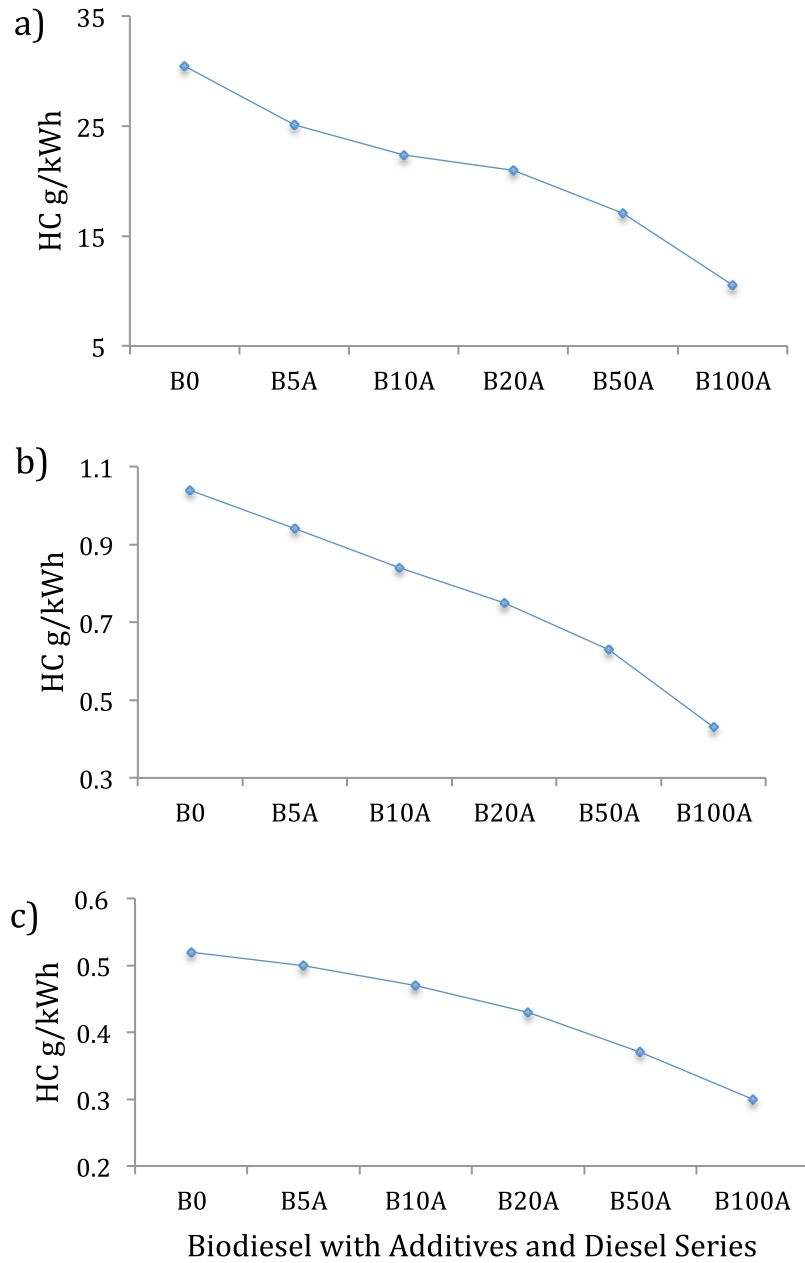 a)
HC g/kWh
35
25
15
5
B0 B5A B10A B20A B50A B100A
b)
HC g/kWh
1.1
0.9
0.7
0.5
0.3
B0 B5A B10A B20A B50A B100A
c)
HC g/kWh
0.6
0.5
0.4
0.3
0.2
B0 B5A B10A B20A B50A B100A
Biodiesel with Additives and Diesel Series